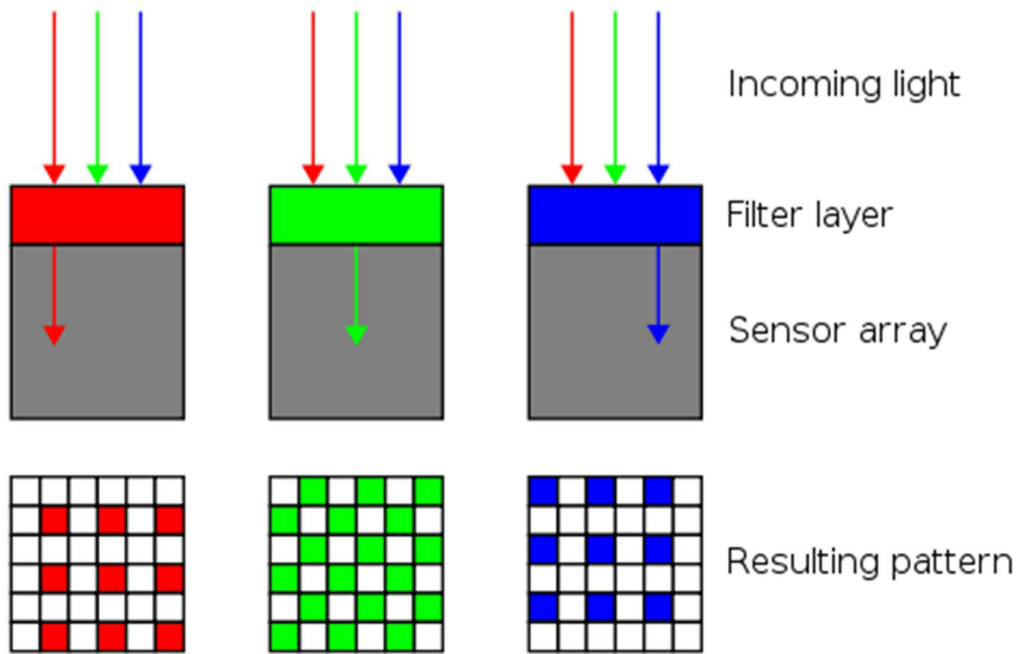 Incoming light
Filter layer
Sensor array
Resulting pattern